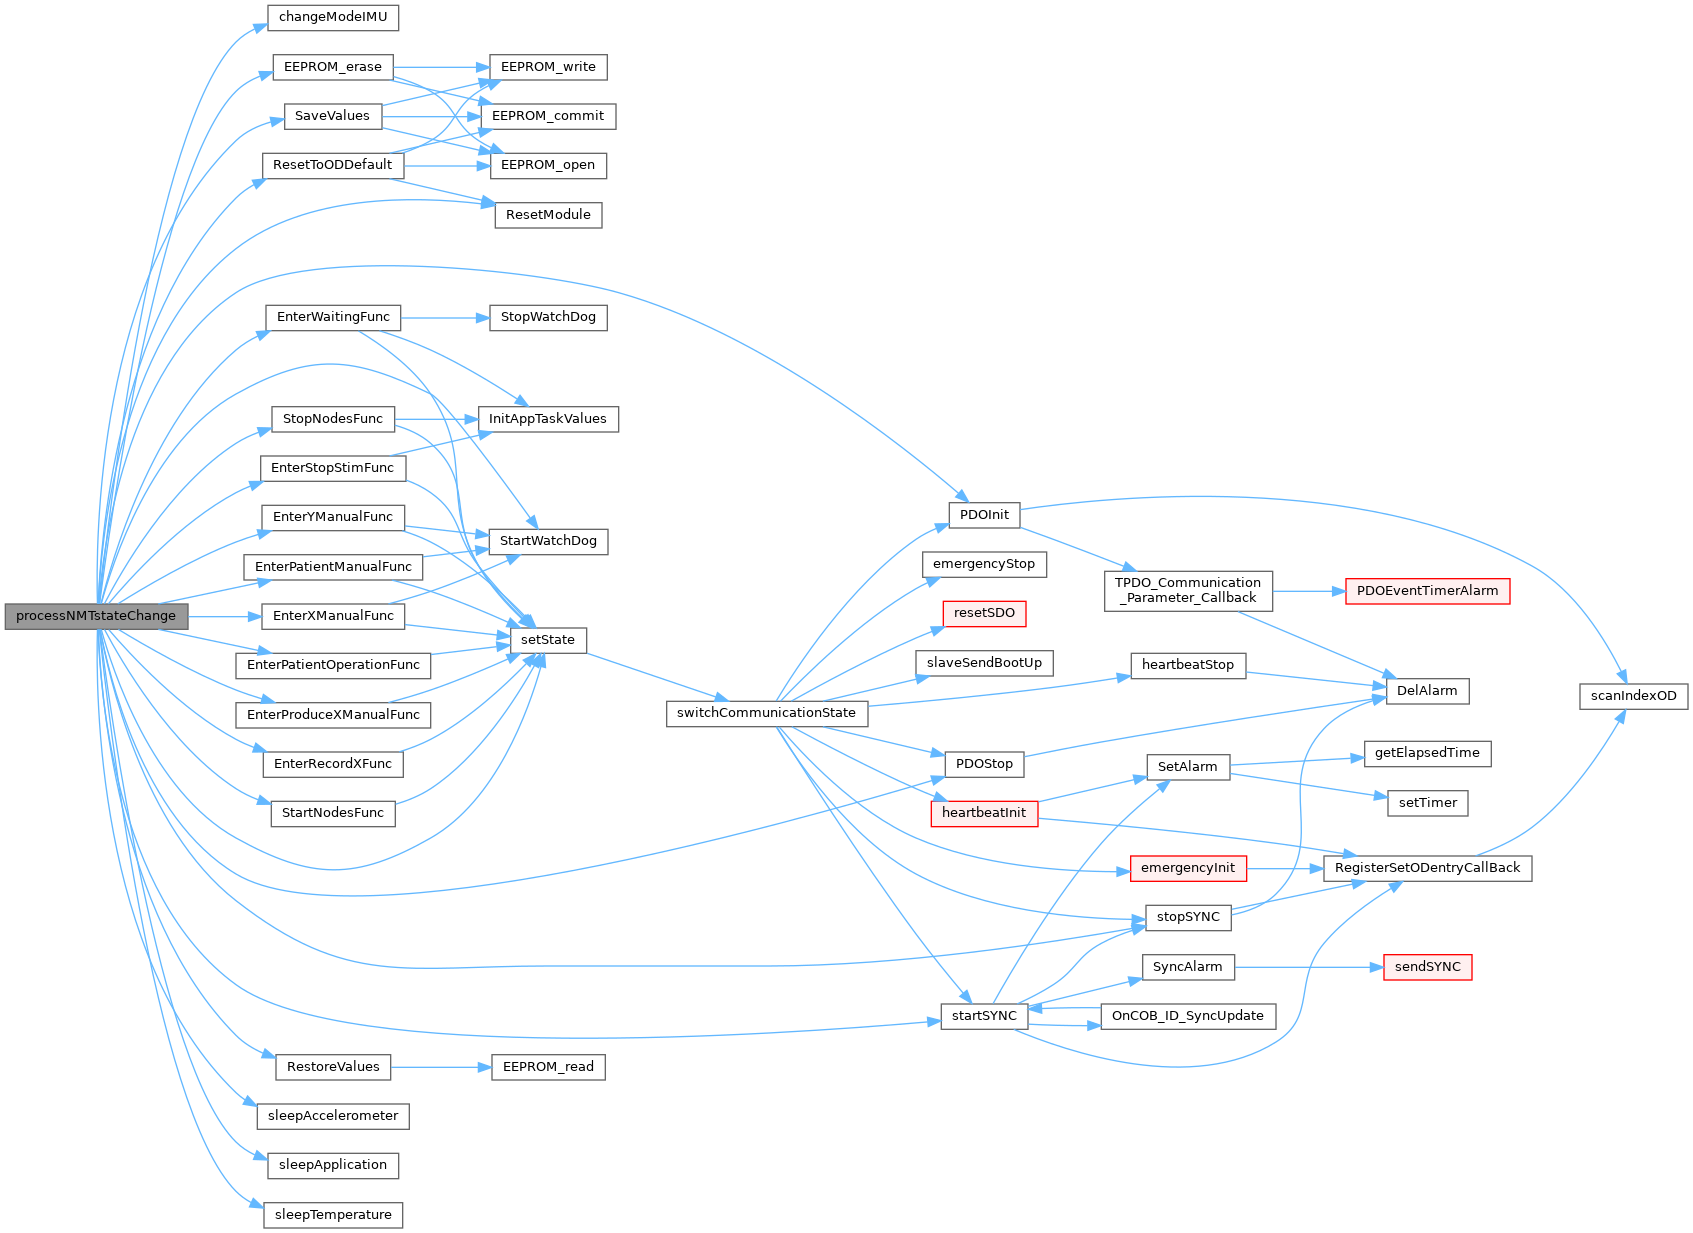 changeModeIMU
EEPROM_erase
EEPROM_write
SaveValues
EEPROM_commit
ResetToODDefault
EEPROM_open
ResetModule
EnterWaitingFunc
StopWatchDog
StopNodesFunc
InitAppTaskValues
EnterStopStimFunc
EnterYManualFunc
PDOInit
StartWatchDog
EnterPatientManualFunc
emergencyStop
TPDO_Communication
_Parameter_Callback
PDOEventTimerAlarm
processNMTstateChange
EnterXManualFunc
resetSDO
setState
EnterPatientOperationFunc
slaveSendBootUp
heartbeatStop
DelAlarm
scanIndexOD
EnterProduceXManualFunc
switchCommunicationState
EnterRecordXFunc
PDOStop
SetAlarm
getElapsedTime
setTimer
StartNodesFunc
heartbeatInit
emergencyInit
RegisterSetODentryCallBack
stopSYNC
SyncAlarm
sendSYNC
startSYNC
OnCOB_ID_SyncUpdate
RestoreValues
EEPROM_read
sleepAccelerometer
sleepApplication
sleepTemperature